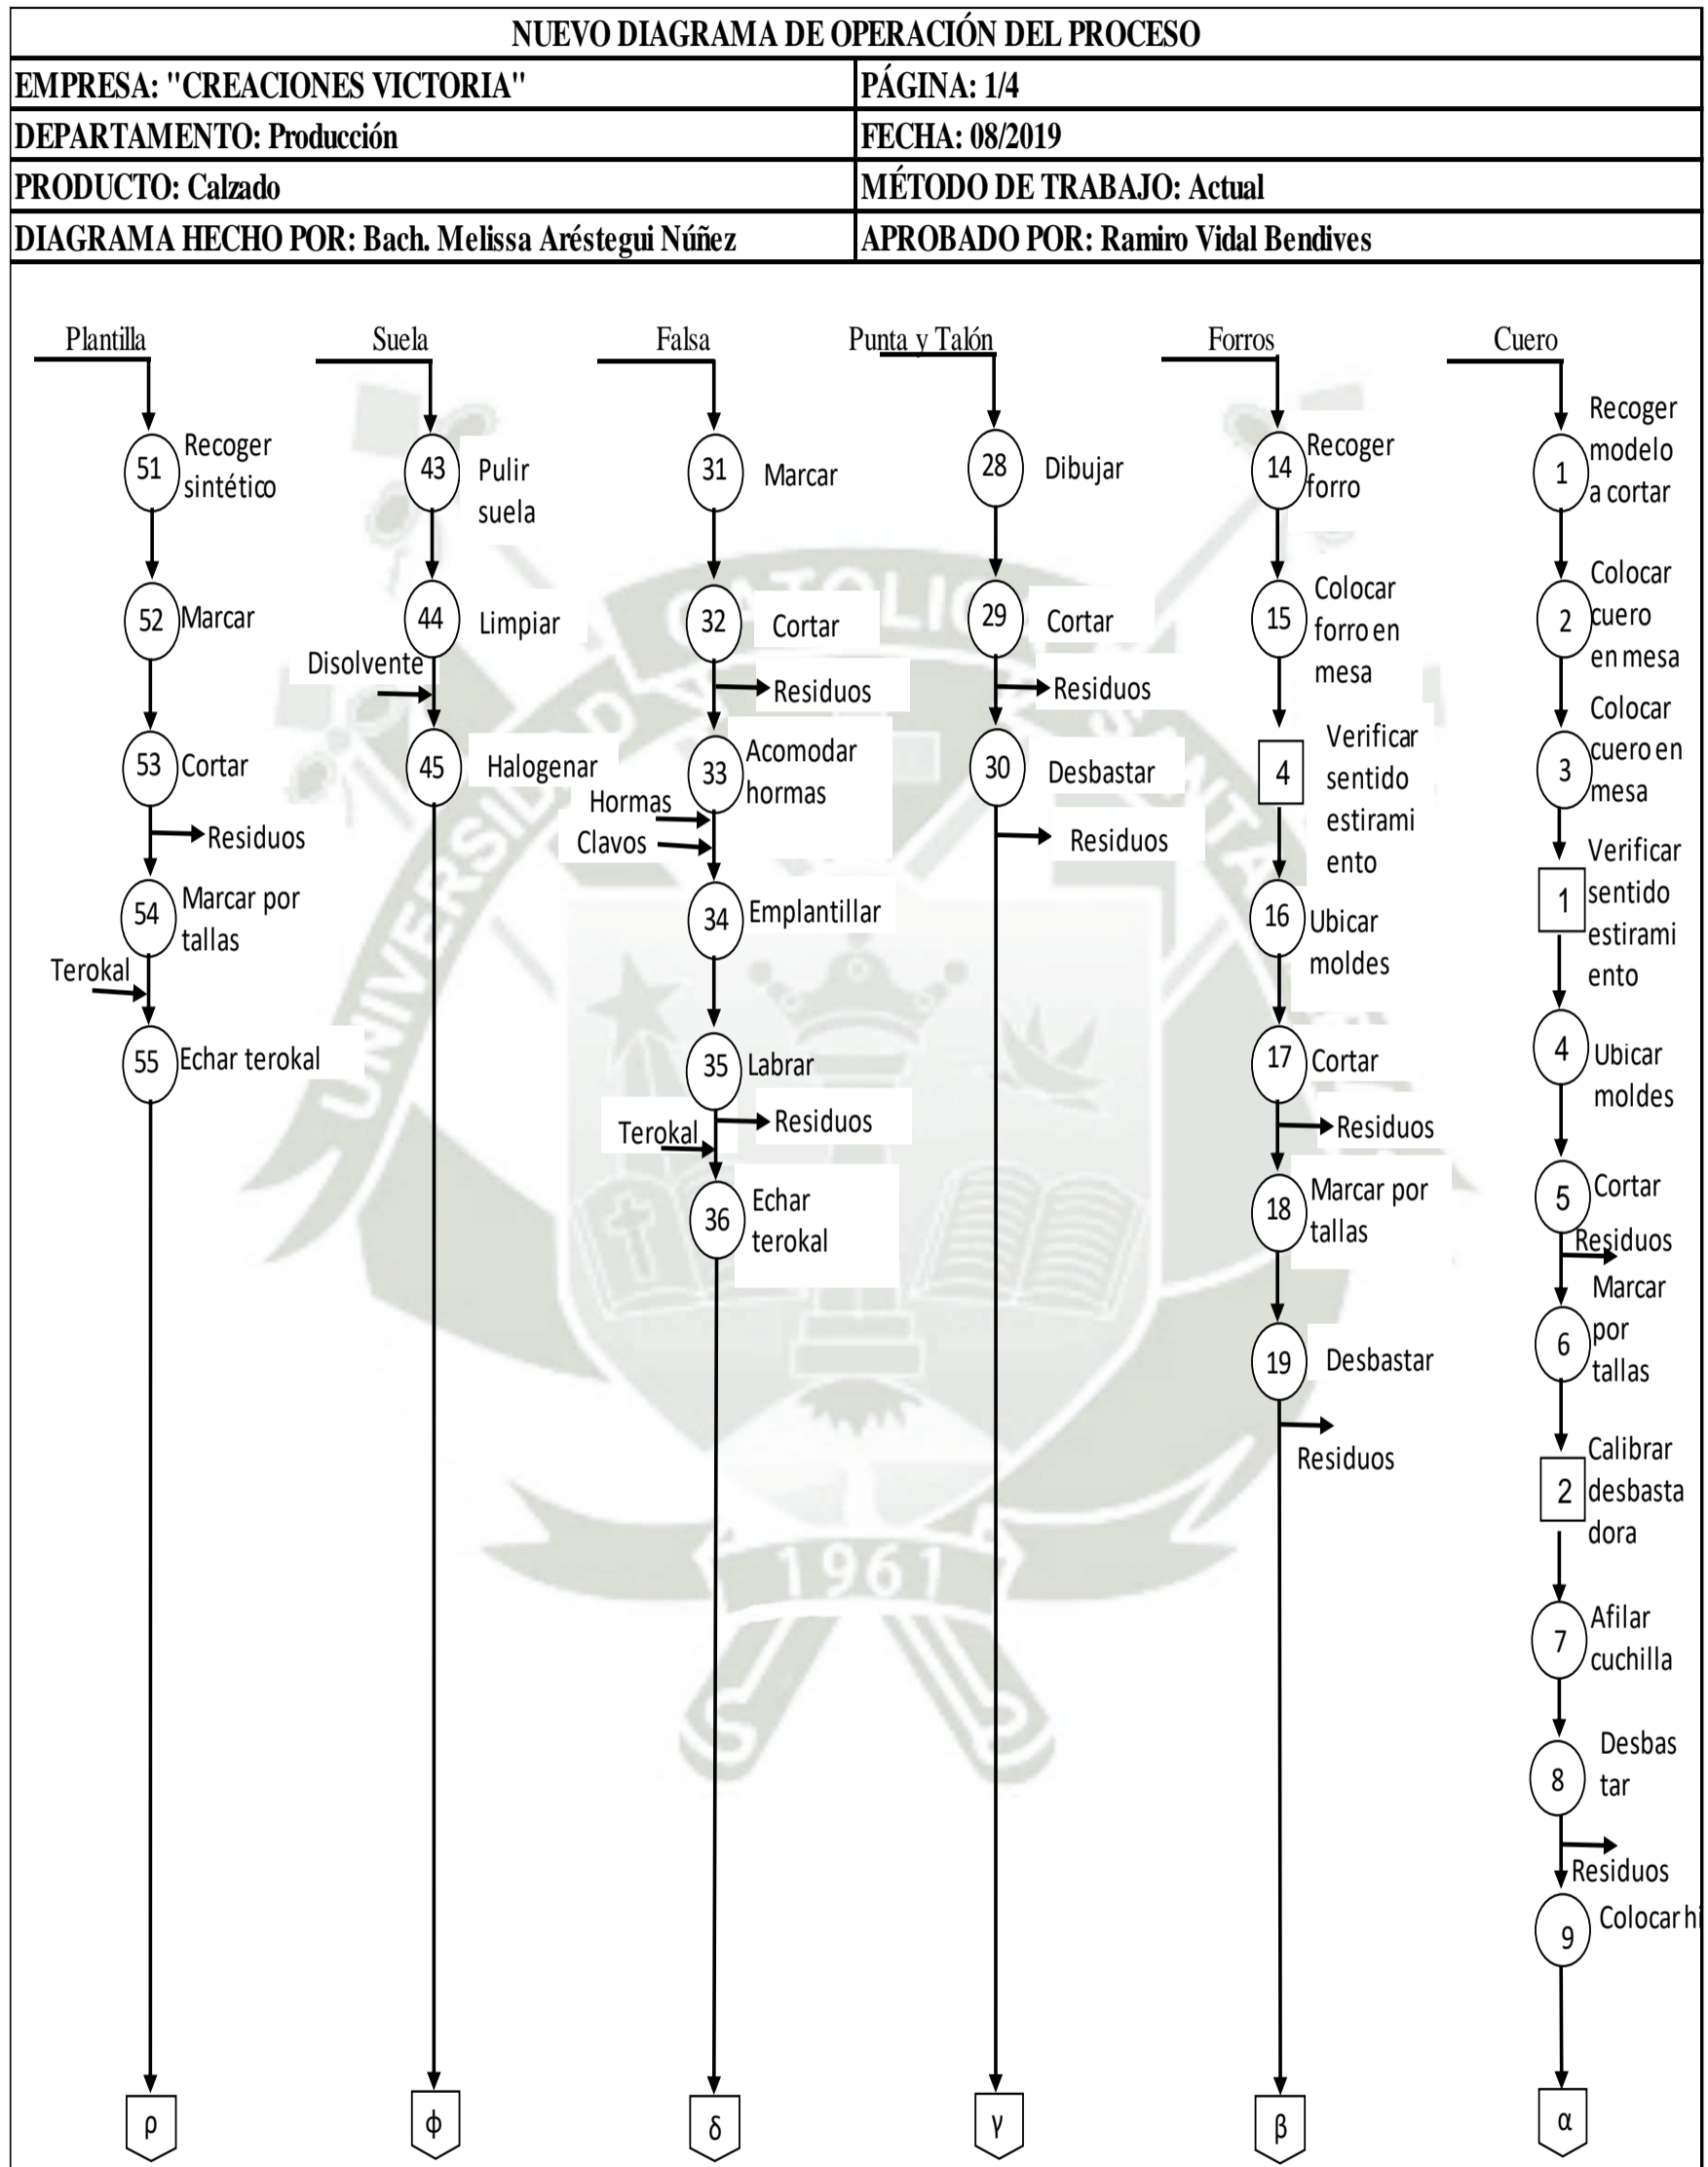 NUEVO DIAGRAMA DE OPERACIÓN DEL PROCESO
EMPRESA: "CREACIONES VICTORIA"
PÁGINA: 1/4
DEPARTAMENTO: Producción
FECHA: 08/2019
PRODUCTO: Calzado
MÉTODO DE TRABAJO: Actual
DIAGRAMA HECHO POR: Bach. Melissa Aréstegui Núñez
APROBADO POR: Ramiro Vidal Bendives
Plantilla
51
Recoger
sintético
52
Marcar
53
Cortar
Residuos
54
Marcar por
tallas
Terokal
55
Echar terokal
ρ
Suela
43
Pulir
suela
44
Limpiar
Disolvente
45
Halogenar
ϕ
Falsa
31
Marcar
32
Cortar
Residuos
33
Acomodar
hormas
Hormas
Clavos
34
Emplantillar
35
Labrar
Residuos
Terokal
36
Echar
terokal
δ
Punta y Talón
28
Dibujar
29
Cortar
Residuos
30
Desbastar
Residuos
γ
Forros
14
Recoger
forro
15
Colocar
forro en
mesa
4
Verificar
sentido
estirami
ento
16
Ubicar
moldes
17
Cortar
Residuos
18
Marcar por
tallas
19
Desbastar
Residuos
β
Cuero
1
Recoger
modelo
a cortar
2
Colocar
cuero
en mesa
3
Colocar
cuero en
mesa
1
Verificar
sentido
estirami
ento
4
Ubicar
moldes
5
Cortar
Residuos
6
Marcar
por
tallas
2
Calibrar
desbasta
dora
7
Afilar
cuchilla
8
Desbas
tar
Residuos
9
Colocar hi
α
UNIVERSIDAD CATOLICA SANTA
1961